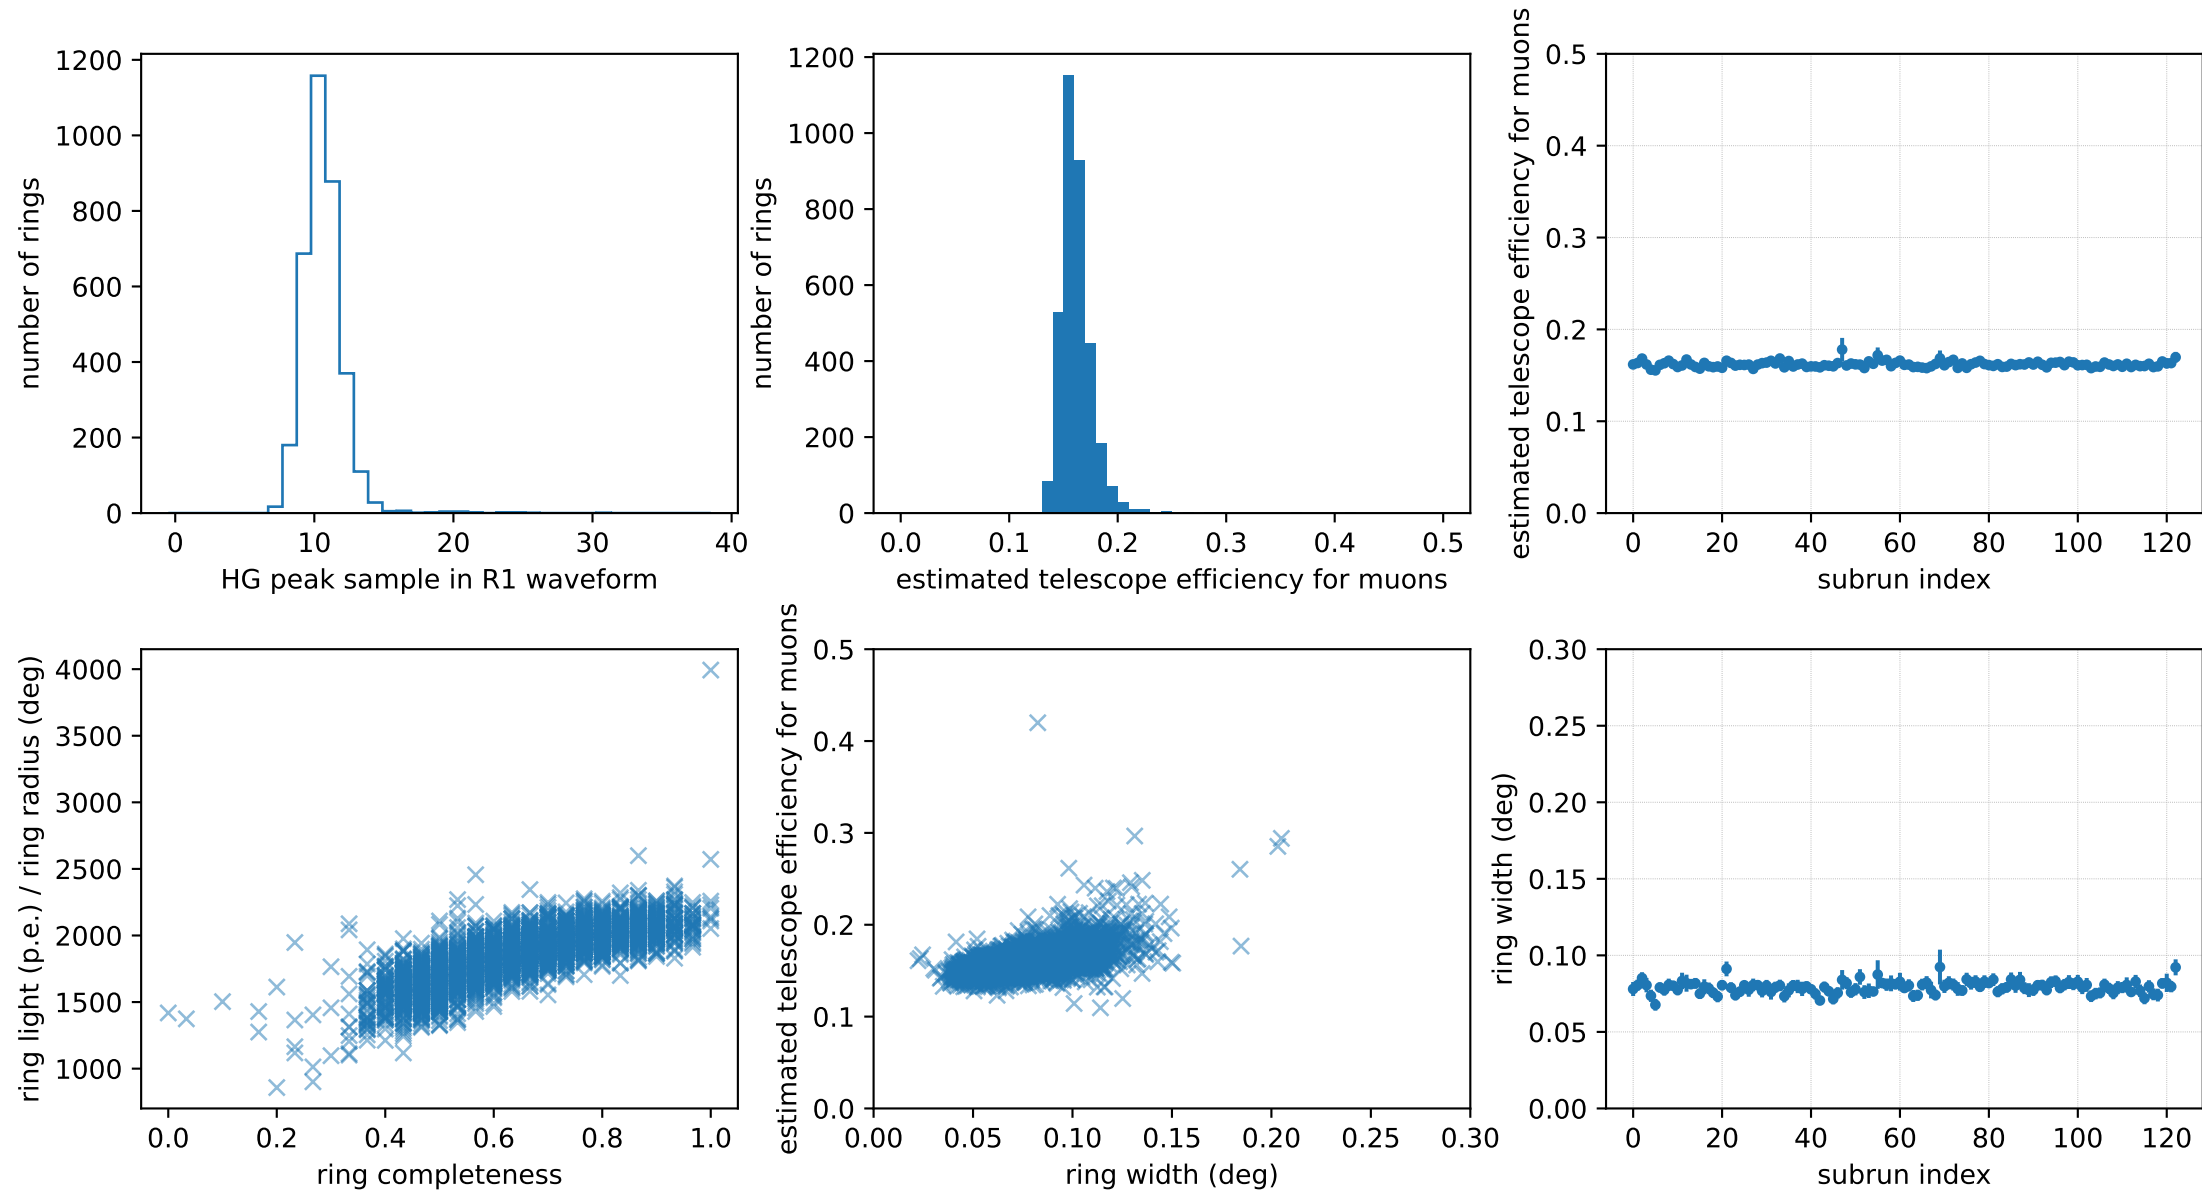 1200
1000
800
600
400
200
0
number of rings
0 10 20 30 40
HG peak sample in R1 waveform
1200
1000
800
600
400
200
0
number of rings
0.0 0.1 0.2 0.3 0.4 0.5
estimated telescope efficiency for muons
0.5
0.4
0.3
0.2
0.1
0.0
estimated telescope efficiency for muons
0 20 40 60 80 100 120
subrun index
4000
3500
3000
2500
2000
1500
1000
ring light (p.e.) / ring radius (deg)
0.0 0.2 0.4 0.6 0.8 1.0
ring completeness
0.5
0.4
0.3
0.2
0.1
0.0
estimated telescope efficiency for muons
0.00 0.05 0.10 0.15 0.20 0.25 0.30
ring width (deg)
0.30
0.25
0.20
0.15
0.10
0.05
0.00
ring width (deg)
0 20 40 60 80 100 120
subrun index